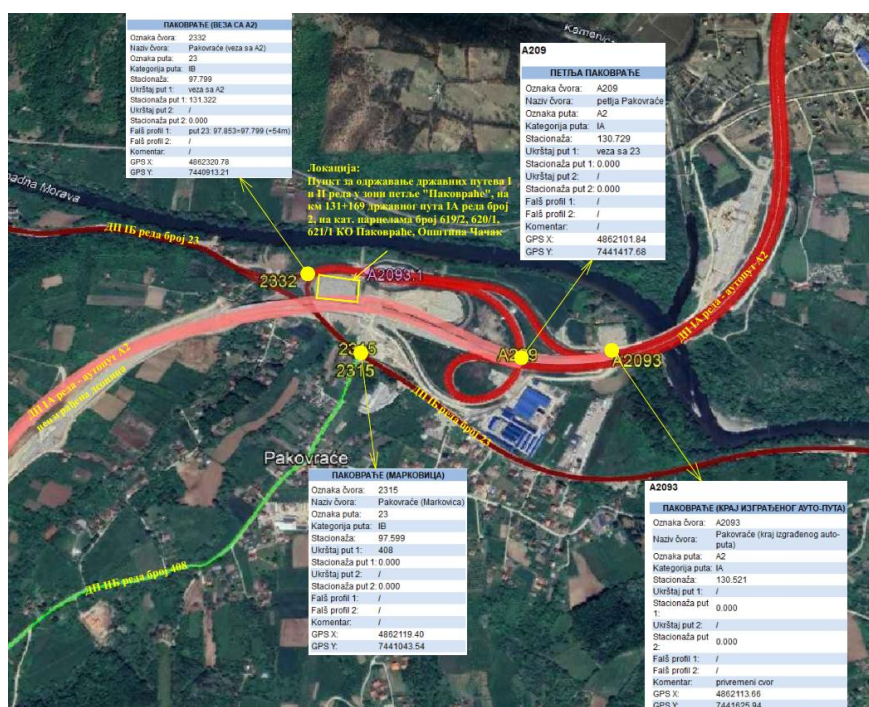 ПАКОВРАЋЕ (ВЕЗА СА А2)
Oznaka čvora: 2332
Naziv čvora: Pakovraće (veza sa A2)
Oznaka puta: 23
Kategorija puta: IB
Stacionaža: 97.799
Ukrštaj put 1: veza sa A2
Stacionaža put 1: 131.322
Ukrštaj put 2: /
Stacionaža put 2: 0.000
Falš profil 1: put 23: 97.853=97.799 (+54m)
Falš profil 2: /
Komentar: /
GPS X: 4862320.78
GPS Y: 7440913.21
Kamenica
A209
ПЕТЉА ПАКОВРАЋЕ
Oznaka čvora: A209
Naziv čvora: petlja Pakovraće
Oznaka puta: A2
Kategorija puta: IA
Stacionaža: 130.729
Ukrštaj put 1: veza sa 23
Stacionaža put 1: 0.000
Ukrštaj put 2: /
Stacionaža put 2: 0.000
Falš profil 1: /
Falš profil 2: /
Komentar: /
GPS X: 4862101.84
GPS Y: 7441417.68
Локација:
Пункт за одржавање државних путева I
и II реда у зони петље "Паковраће", на
км 131+169 државног пута IА реда број
2, на кат. парцелама број 619/2, 620/1,
621/1 КО Паковраће, Општина Чачак
adna Morava
ДП IБ реда број 23
2332
A2093.1
ДП IA реда - аутопут А2
2315
2315
A209
A2093
ДП IA реда - аутопут А2
ДП IБ реда број 23
Pakovraće
ДП IIБ реда број 408
ПАКОВРАЋЕ (МАРКОВИЦА)
Oznaka čvora: 2315
Naziv čvora: Pakovraće (Markovica)
Oznaka puta: 23
Kategorija puta: IB
Stacionaža: 97.599
Ukrštaj put 1: 408
Stacionaža put 1: 0.000
Ukrštaj put 2: /
Stacionaža put 2: 0.000
Falš profil 1: /
Falš profil 2: /
Komentar: /
GPS X: 4862119.40
GPS Y: 7441043.54
A2093
ПАКОВРАЋЕ (КРАЈ ИЗГРАЂЕНОГ АУТО-ПУТА)
Oznaka čvora: A2093
Naziv čvora: Pakovraće (kraj izgrađenog auto-
puta)
Oznaka puta: A2
Kategorija puta: IA
Stacionaža: 130.521
Ukrštaj put 1: /
Stacionaža put
1: 0.000
Ukrštaj put 2: /
Stacionaža put
2: 0.000
Falš profil 1: /
Falš profil 2: /
Komentar: privremeni cvor
GPS X: 4862113.66
GPS Y: 7441625.94